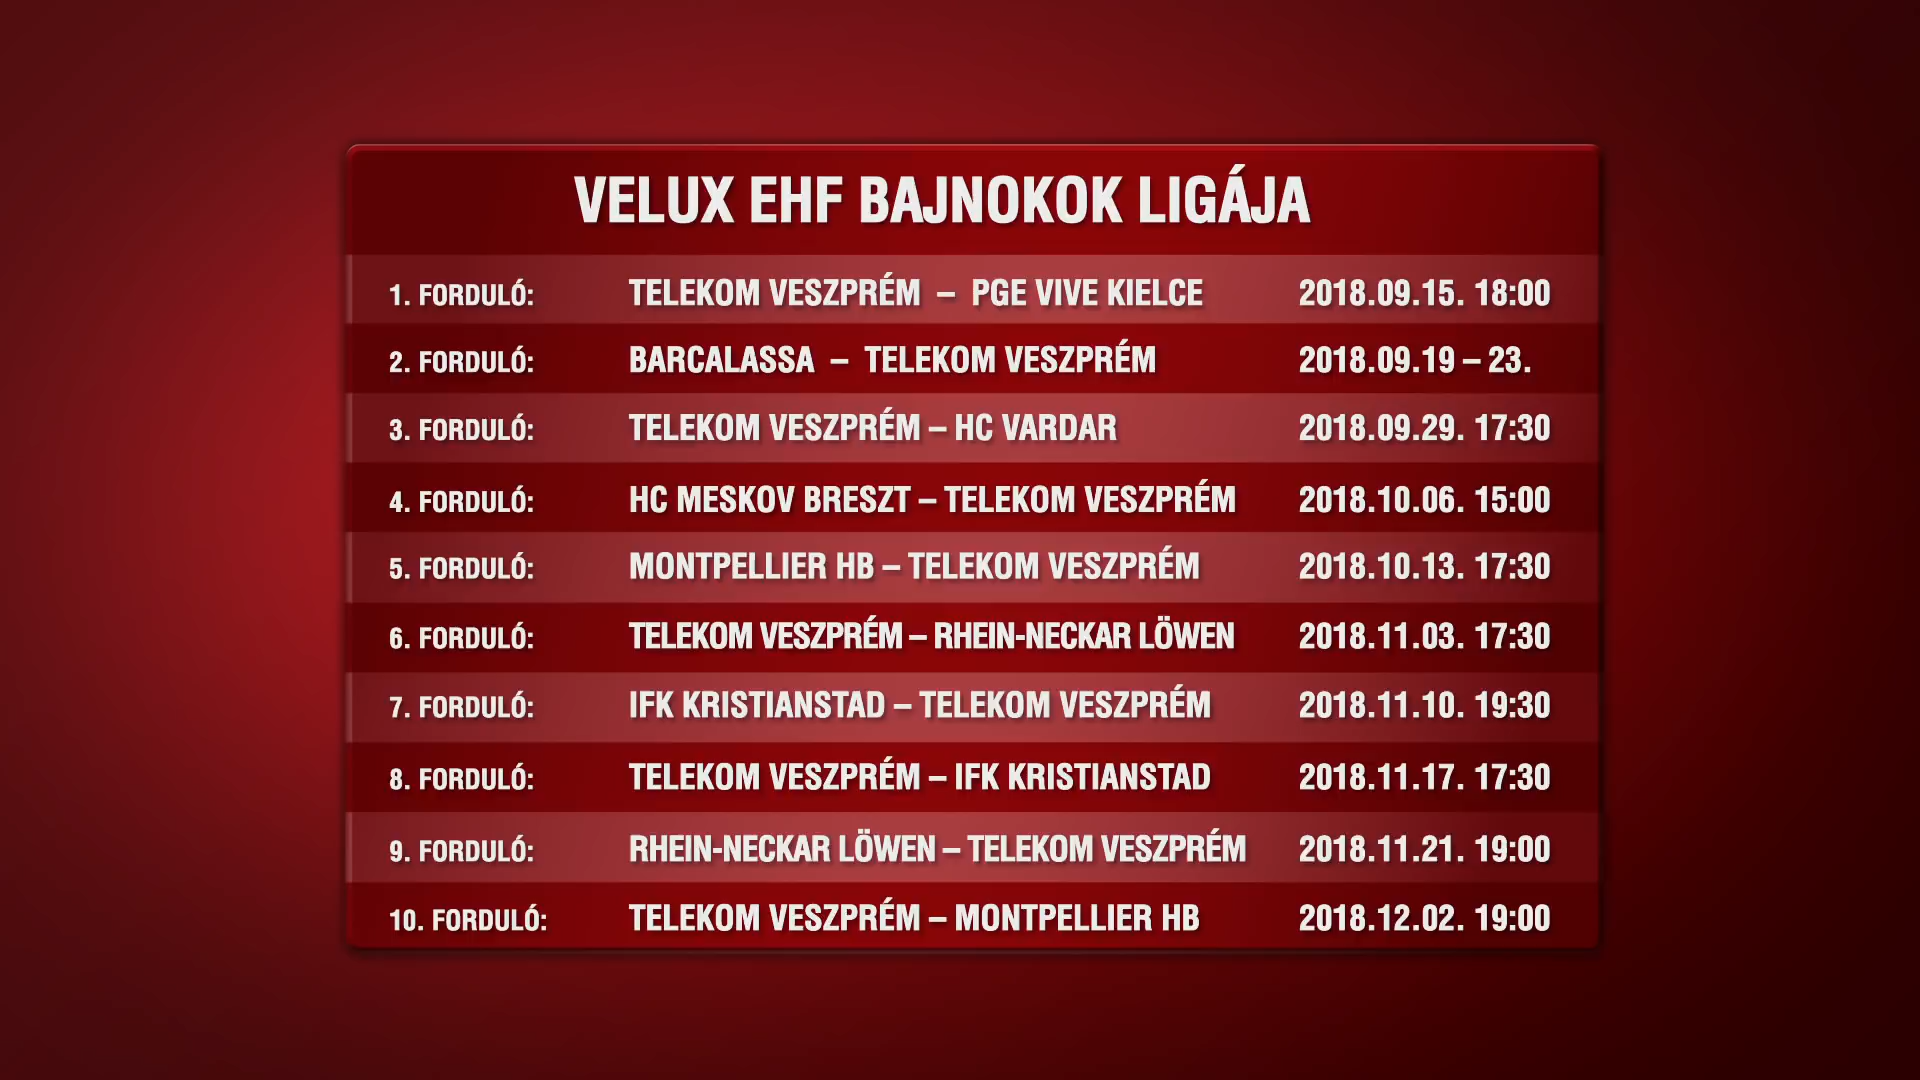 VELUX EHF BAJNOKOK LIGÁJA
1. FORDULÓ: TELEKOM VESZPRÉM – PGE VIVE KIELCE 2018.09.15. 18:00
2. FORDULÓ: BARCALASSA – TELEKOM VESZPRÉM 2018.09.19 – 23.
3. FORDULÓ: TELEKOM VESZPRÉM – HC VARDAR 2018.09.29. 17:30
4. FORDULÓ: HC MESKOV BRESZT – TELEKOM VESZPRÉM 2018.10.06. 15:00
5. FORDULÓ: MONTPELLIER HB – TELEKOM VESZPRÉM 2018.10.13. 17:30
6. FORDULÓ: TELEKOM VESZPRÉM – RHEIN-NECKAR LÖWEN 2018.11.03. 17:30
7. FORDULÓ: IFK KRISTIANSTAD – TELEKOM VESZPRÉM 2018.11.10. 19:30
8. FORDULÓ: TELEKOM VESZPRÉM – IFK KRISTIANSTAD 2018.11.17. 17:30
9. FORDULÓ: RHEIN-NECKAR LÖWEN – TELEKOM VESZPRÉM 2018.11.21. 19:00
10. FORDULÓ: TELEKOM VESZPRÉM – MONTPELLIER HB 2018.12.02. 19:00